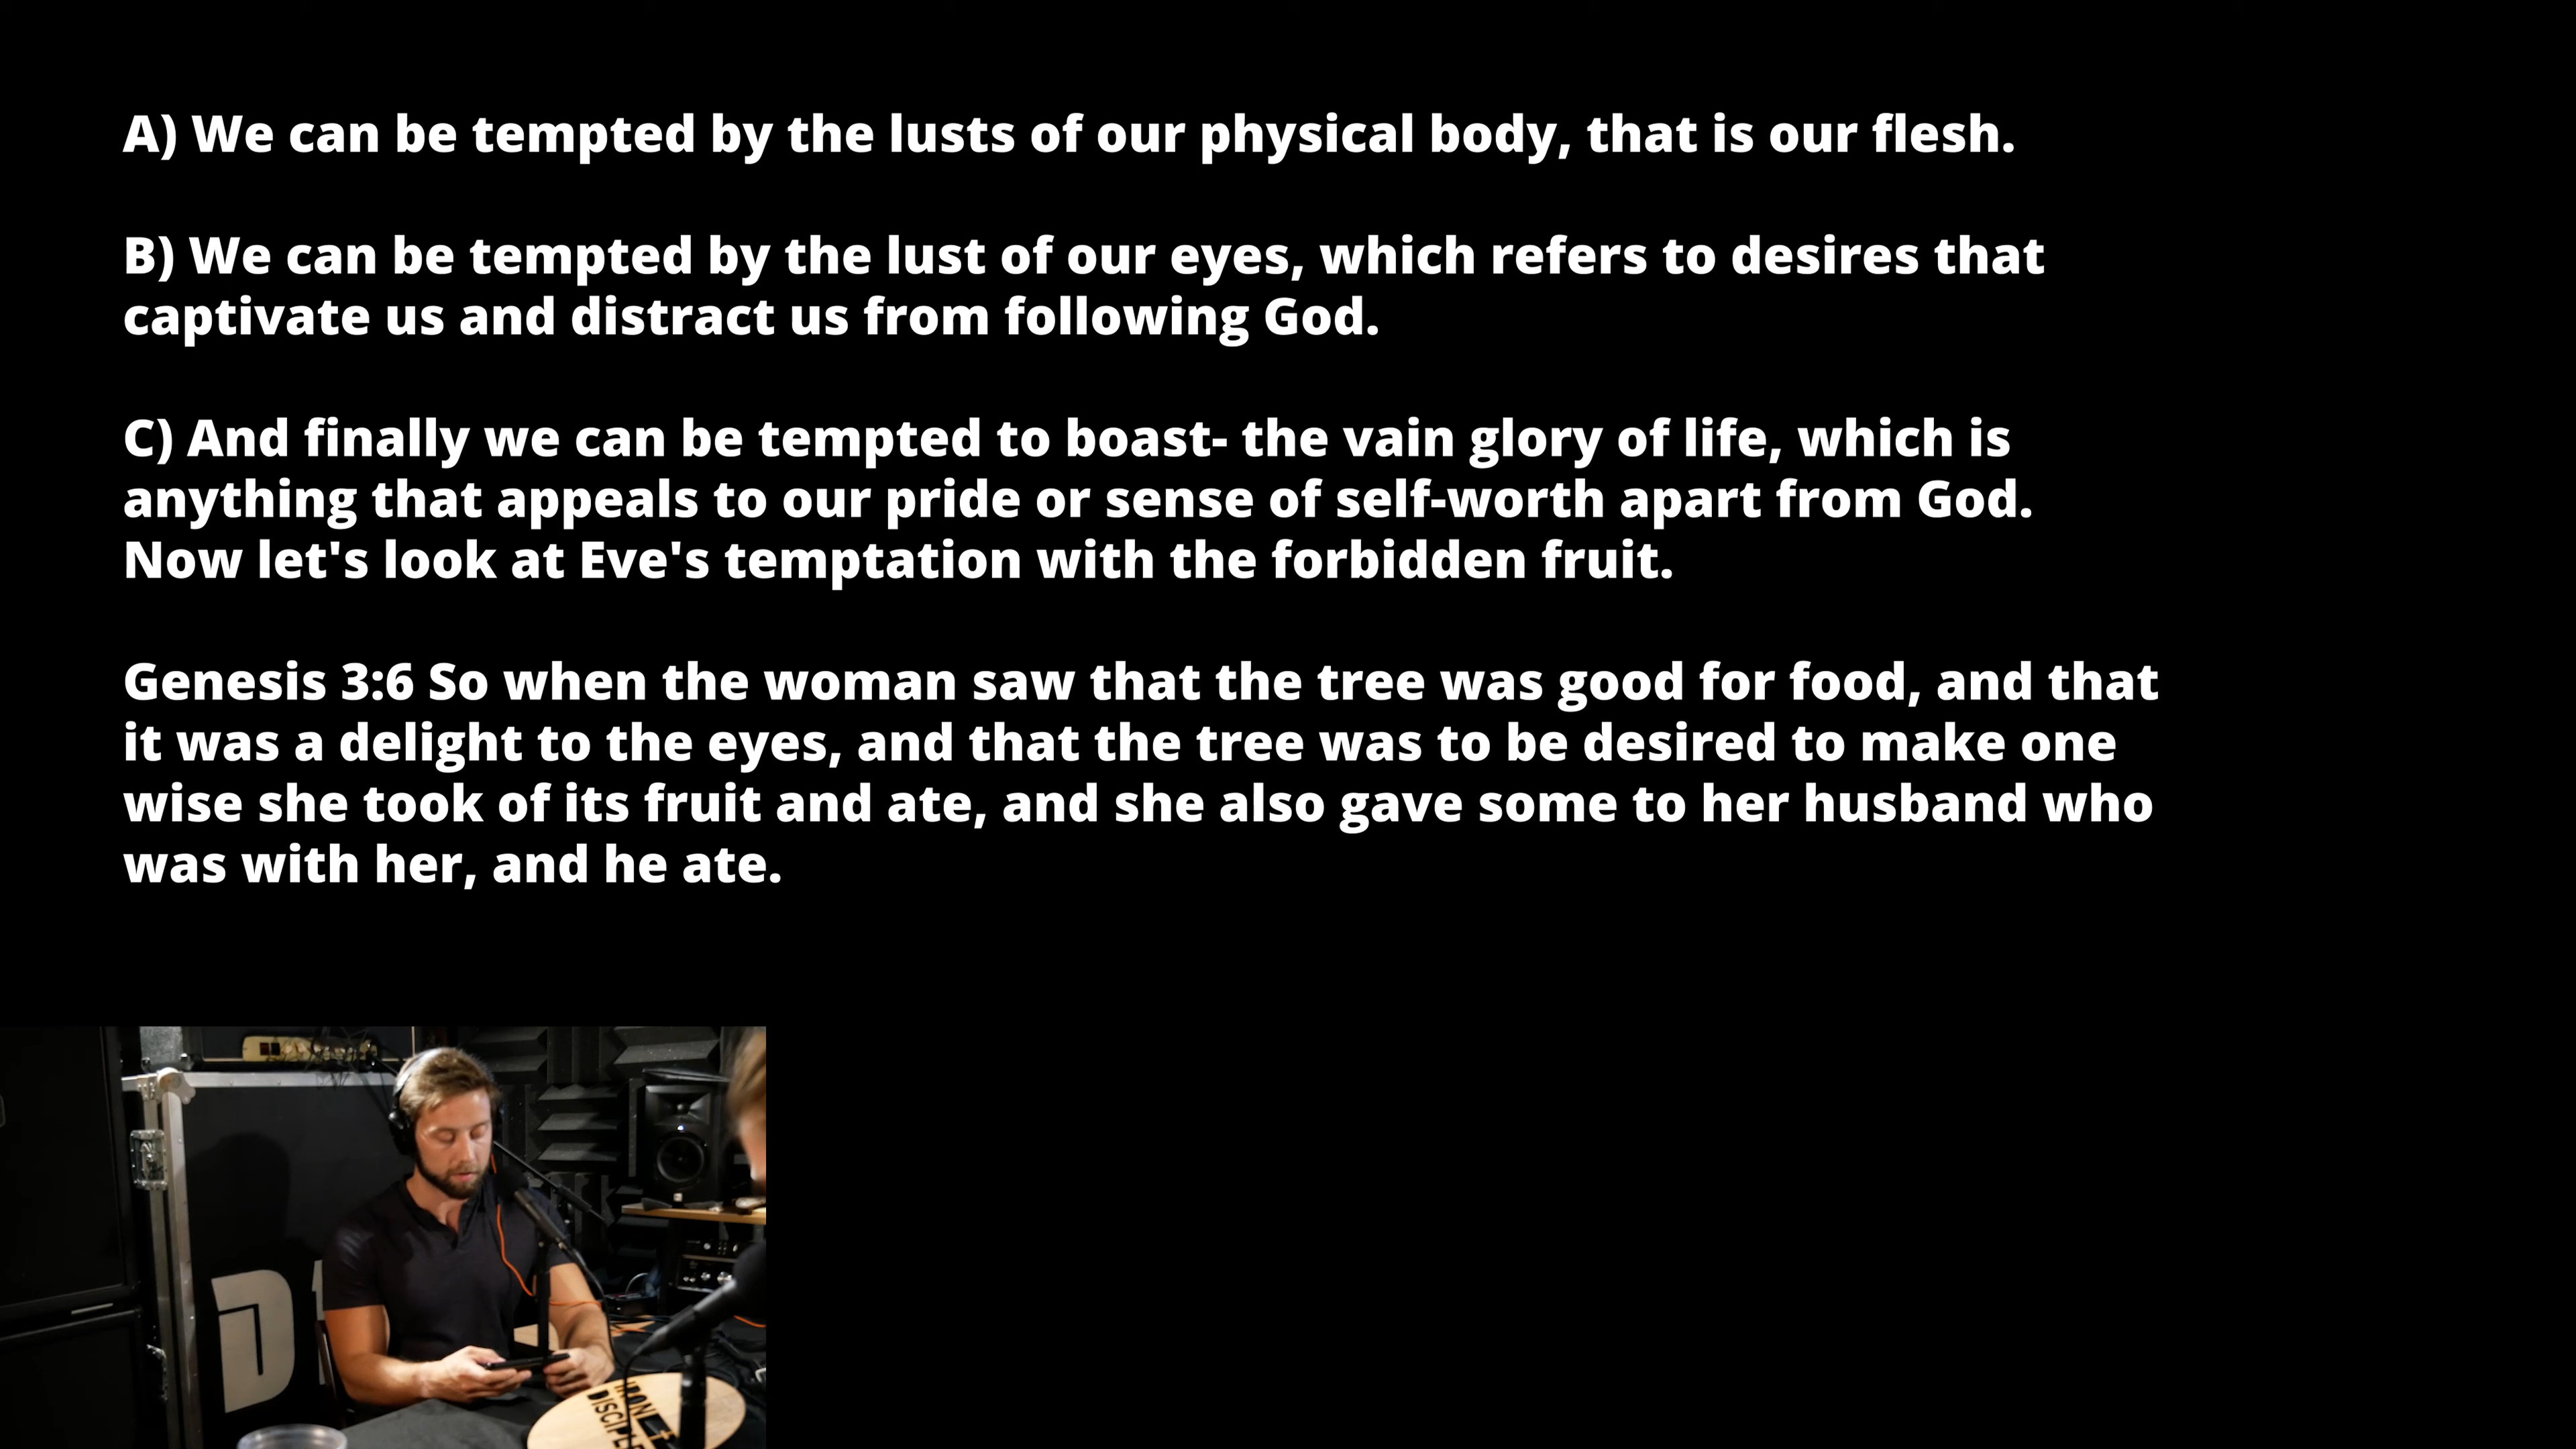 A) We can be tempted by the lusts of our physical body, that is our flesh.
B) We can be tempted by the lust of our eyes, which refers to desires that
captivate us and distract us from following God.
C) And finally we can be tempted to boast- the vain glory of life, which is
anything that appeals to our pride or sense of self-worth apart from God.
Now let's look at Eve's temptation with the forbidden fruit.
Genesis 3:6 So when the woman saw that the tree was good for food, and that
it was a delight to the eyes, and that the tree was to be desired to make one
wise she took of its fruit and ate, and she also gave some to her husband who
was with her, and he ate.
IRON